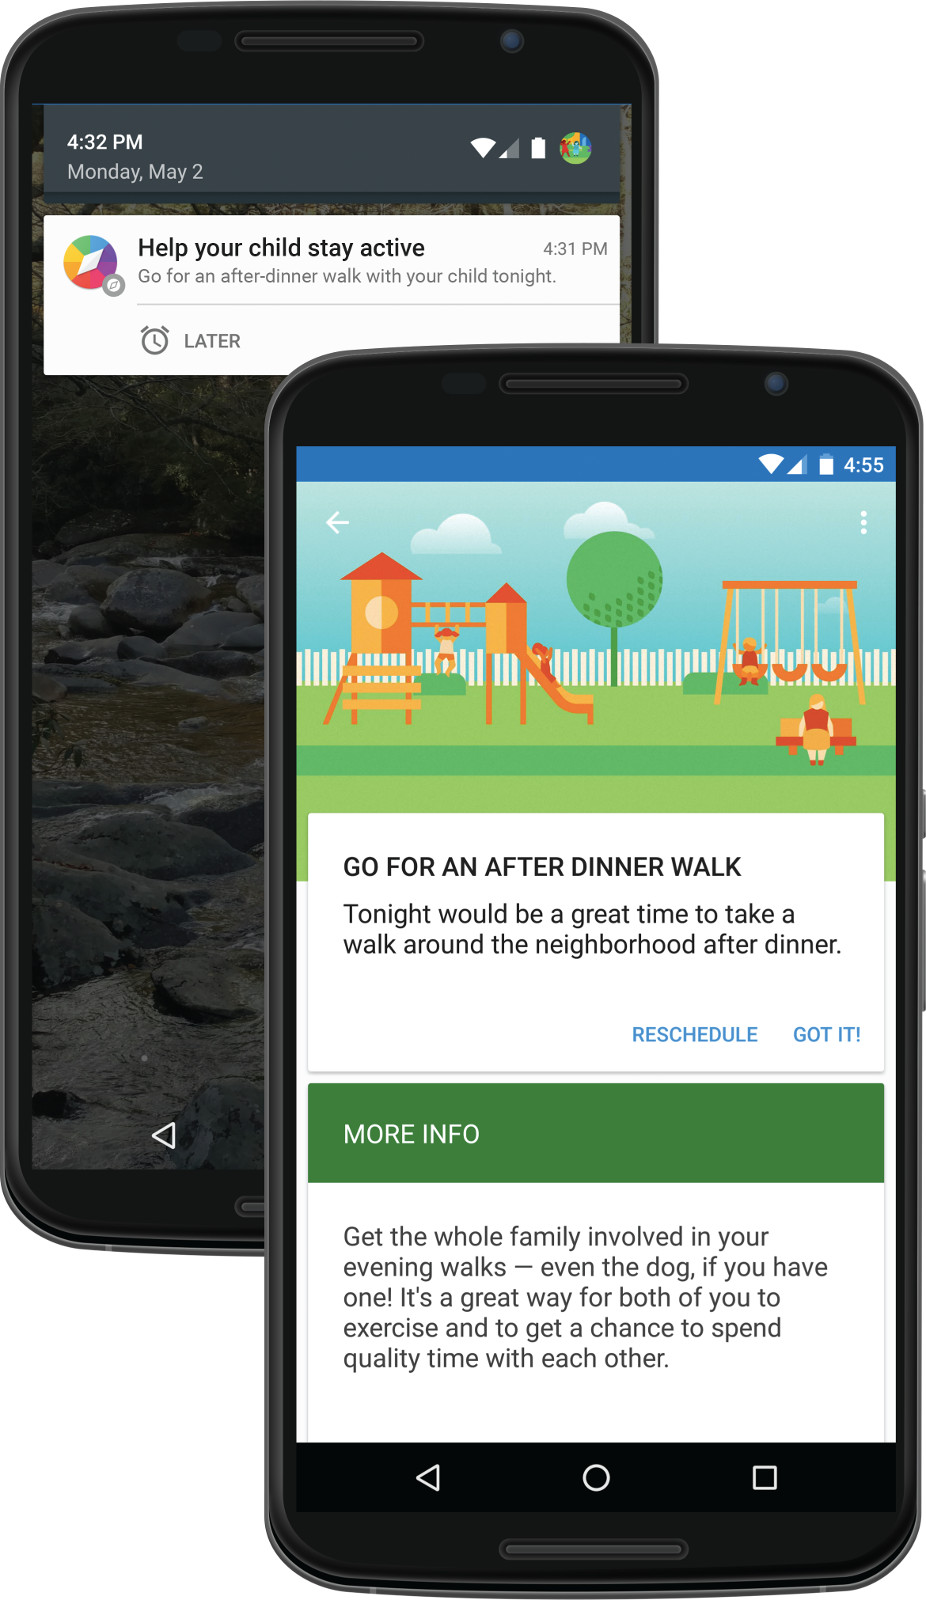 4:32 PM
Monday, May 2
Help your child stay active 4:31 PM
Go for an after-dinner walk with your child tonight.
LATER
4:55
GO FOR AN AFTER DINNER WALK
Tonight would be a great time to take a
walk around the neighborhood after dinner.
RESCHEDULE GOT IT!
MORE INFO
Get the whole family involved in your
evening walks — even the dog, if you have
one! It's a great way for both of you to
exercise and to get a chance to spend
quality time with each other.